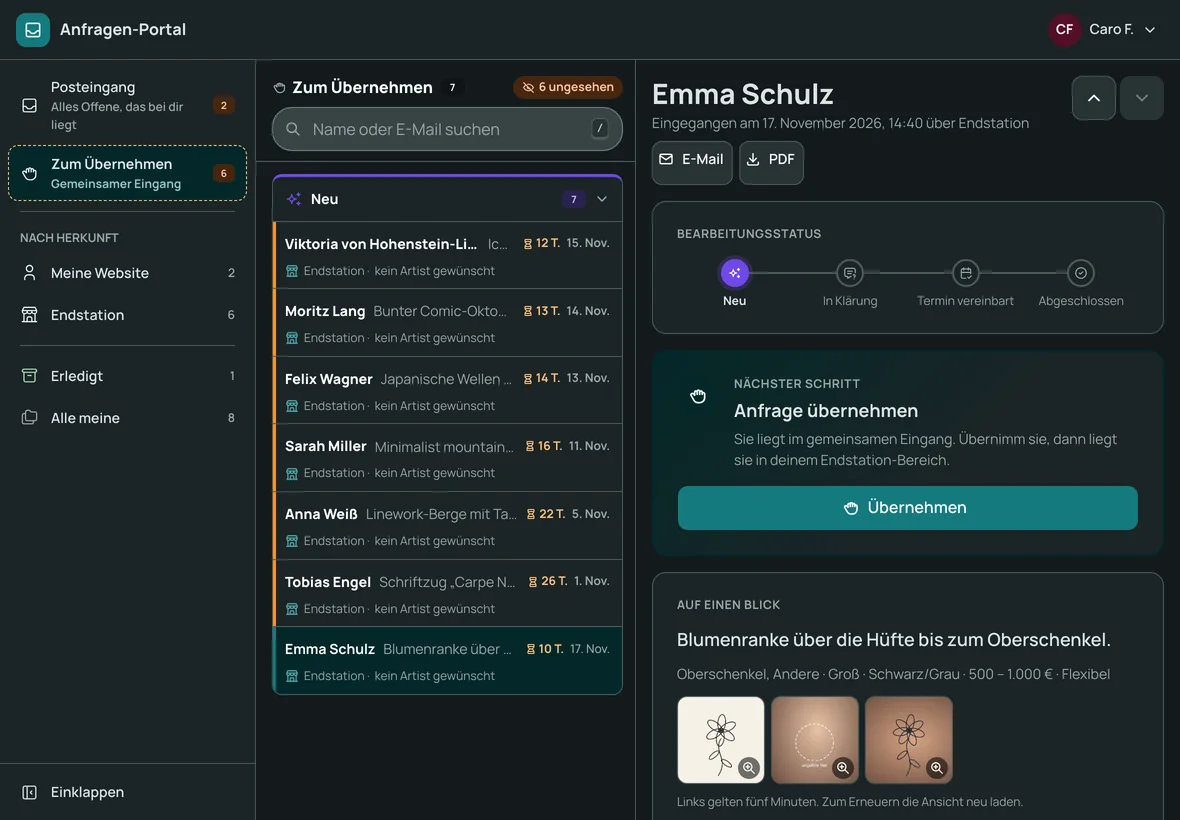 Anfragen-Portal
CF Caro F.
Posteingang
Alles Offene, das bei dir
liegt
2
Zum Übernehmen
Gemeinsamer Eingang
6
NACH HERKUNFT
Meine Website 2
Endstation 6
Erledigt 1
Alle meine 8
Einklappen
Zum Übernehmen 7 6 ungesehen
Name oder E-Mail suchen /
Neu 7
Viktoria von Hohenstein-Li… Ic… 12 T. 15. Nov.
Endstation · kein Artist gewünscht
Moritz Lang Bunter Comic-Okto… 13 T. 14. Nov.
Endstation · kein Artist gewünscht
Felix Wagner Japanische Wellen … 14 T. 13. Nov.
Endstation · kein Artist gewünscht
Sarah Miller Minimalist mountain… 16 T. 11. Nov.
Endstation · kein Artist gewünscht
Anna Weiß Linework-Berge mit Ta… 22 T. 5. Nov.
Endstation · kein Artist gewünscht
Tobias Engel Schriftzug „Carpe N… 26 T. 1. Nov.
Endstation · kein Artist gewünscht
Emma Schulz Blumenranke über … 10 T. 17. Nov.
Endstation · kein Artist gewünscht
Emma Schulz
Eingegangen am 17. November 2026, 14:40 über Endstation
E-Mail PDF
BEARBEITUNGSSTATUS
Neu In Klärung Termin vereinbart Abgeschlossen
NÄCHSTER SCHRITT
Anfrage übernehmen
Sie liegt im gemeinsamen Eingang. Übernimm sie, dann liegt
sie in deinem Endstation-Bereich.
Übernehmen
AUF EINEN BLICK
Blumenranke über die Hüfte bis zum Oberschenkel.
Oberschenkel, Andere · Groß · Schwarz/Grau · 500 – 1.000 € · Flexibel
Links gelten fünf Minuten. Zum Erneuern die Ansicht neu laden.